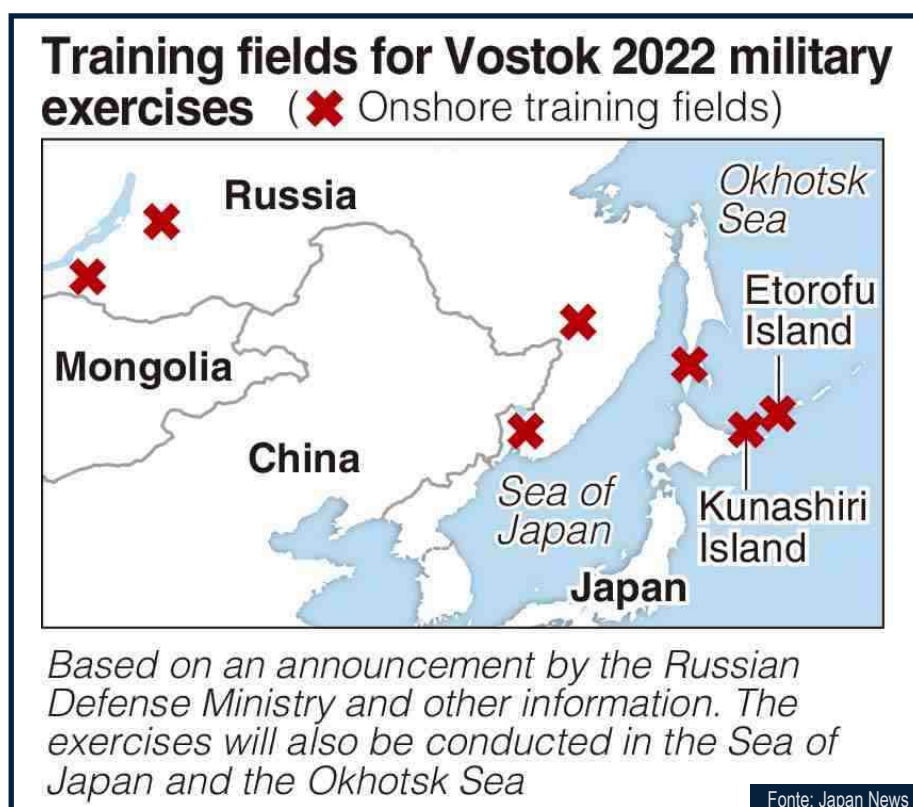 Training fields for Vostok 2022 military
exercises (✖ Onshore training fields)
Russia
Okhotsk
Sea
Etorofu
Island
Mongolia
China
Sea of
Japan
Kunashiri
Island
Japan
Based on an announcement by the Russian
Defense Ministry and other information. The
exercises will also be conducted in the Sea of
Japan and the Okhotsk Sea
Fonte: Japan News